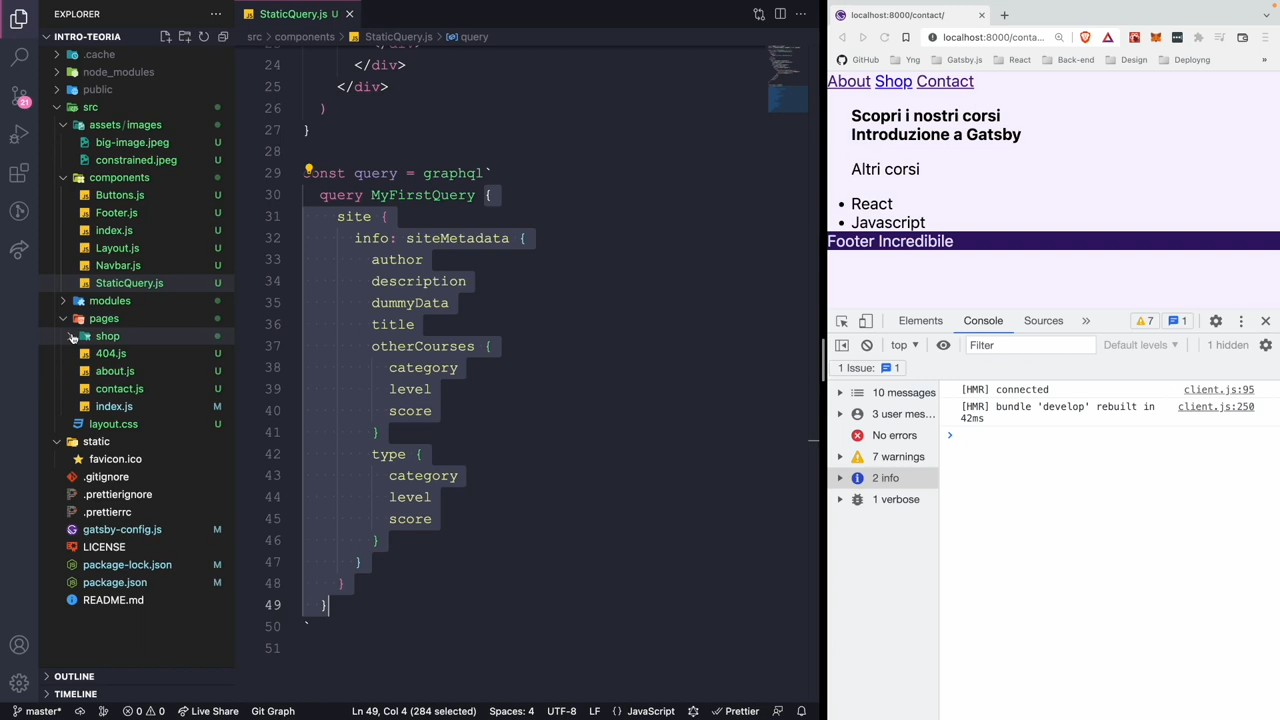 EXPLORER
INTRO-TEORIA
.cache
node_modules
public
src
assets/images
big-image.jpeg U
constrained.jpeg U
components
Buttons.js U
Footer.js U
index.js U
Layout.js U
Navbar.js U
StaticQuery.js U
modules
pages
shop
404.js U
about.js U
contact.js U
index.js M
layout.css U
static
favicon.ico
.gitignore
.prettierignore
.prettierrc
gatsby-config.js M
LICENSE
package-lock.json M
package.json M
README.md
OUTLINE
TIMELINE
21
StaticQuery.js U
src > components > StaticQuery.js > query
24 </div>
25 </div>
26 )
27 }
28
29 const query = graphql`
30 query MyFirstQuery {
31 site {
32 info: siteMetadata {
33 author
34 description
35 dummyData
36 title
37 otherCourses {
38 category
39 level
40 score
41 }
42 type {
43 category
44 level
45 score
46 }
47 }
48 }
49 }
50 `
51
master* 0 0 Live Share Git Graph Ln 49, Col 4 (284 selected) Spaces: 4 UTF-8 LF {} JavaScript Prettier
localhost:8000/contact/
localhost:8000/conta...
GitHub Yng Gatsby.js React Back-end Design Deployng »
About Shop Contact
Scopri i nostri corsi
Introduzione a Gatsby
Altri corsi
React
Javascript
Footer Incredibile
Elements Console Sources » 7 1
top Filter Default levels 1 hidden
1 Issue: 1
10 messages
3 user mes...
No errors
7 warnings
2 info
1 verbose
[HMR] connected client.js:95
[HMR] bundle 'develop' rebuilt in client.js:250
42ms